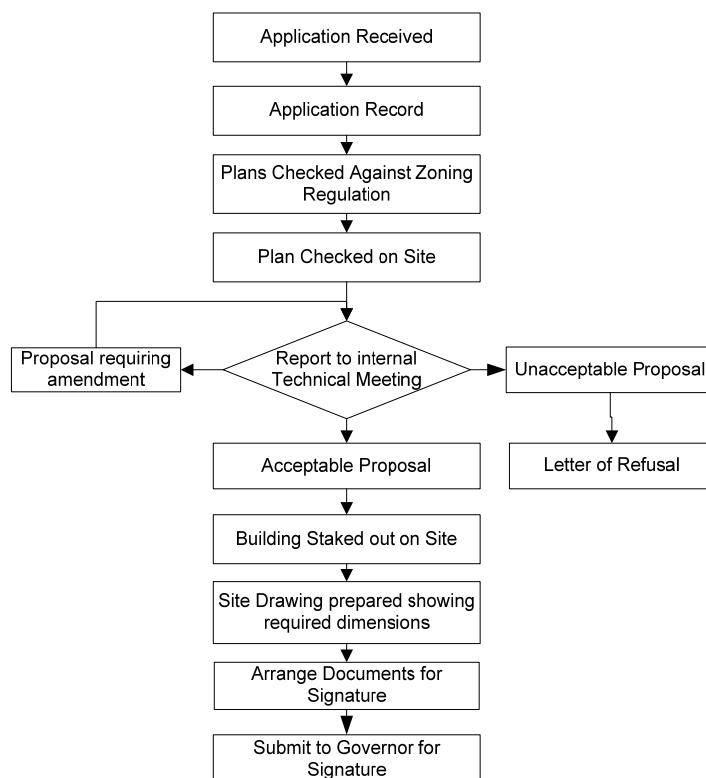 Application Received
Application Record
Plans Checked Against Zoning
Regulation
Plan Checked on Site
Proposal requiring
amendment
Report to internal
Technical Meeting
Unacceptable Proposal
Acceptable Proposal
Letter of Refusal
Building Staked out on Site
Site Drawing prepared showing
required dimensions
Arrange Documents for
Signature
Submit to Governor for
Signature